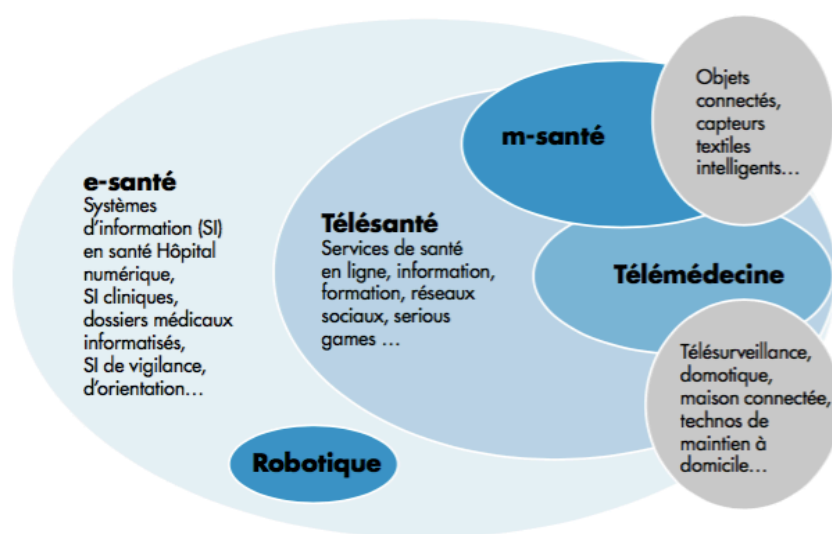 e-santé
Systèmes
d'information (SI)
en santé Hôpital
numérique,
SI cliniques,
dossiers médicaux
informatisés,
SI de vigilance,
d'orientation…
Télésanté
Services de santé
en ligne, information,
formation, réseaux
sociaux, serious
games …
m-santé
Objets
connectés,
capteurs
textiles
intelligents…
Télémédecine
Télésurveillance,
domotique,
maison connectée,
technos de
maintien à
domicile…
Robotique